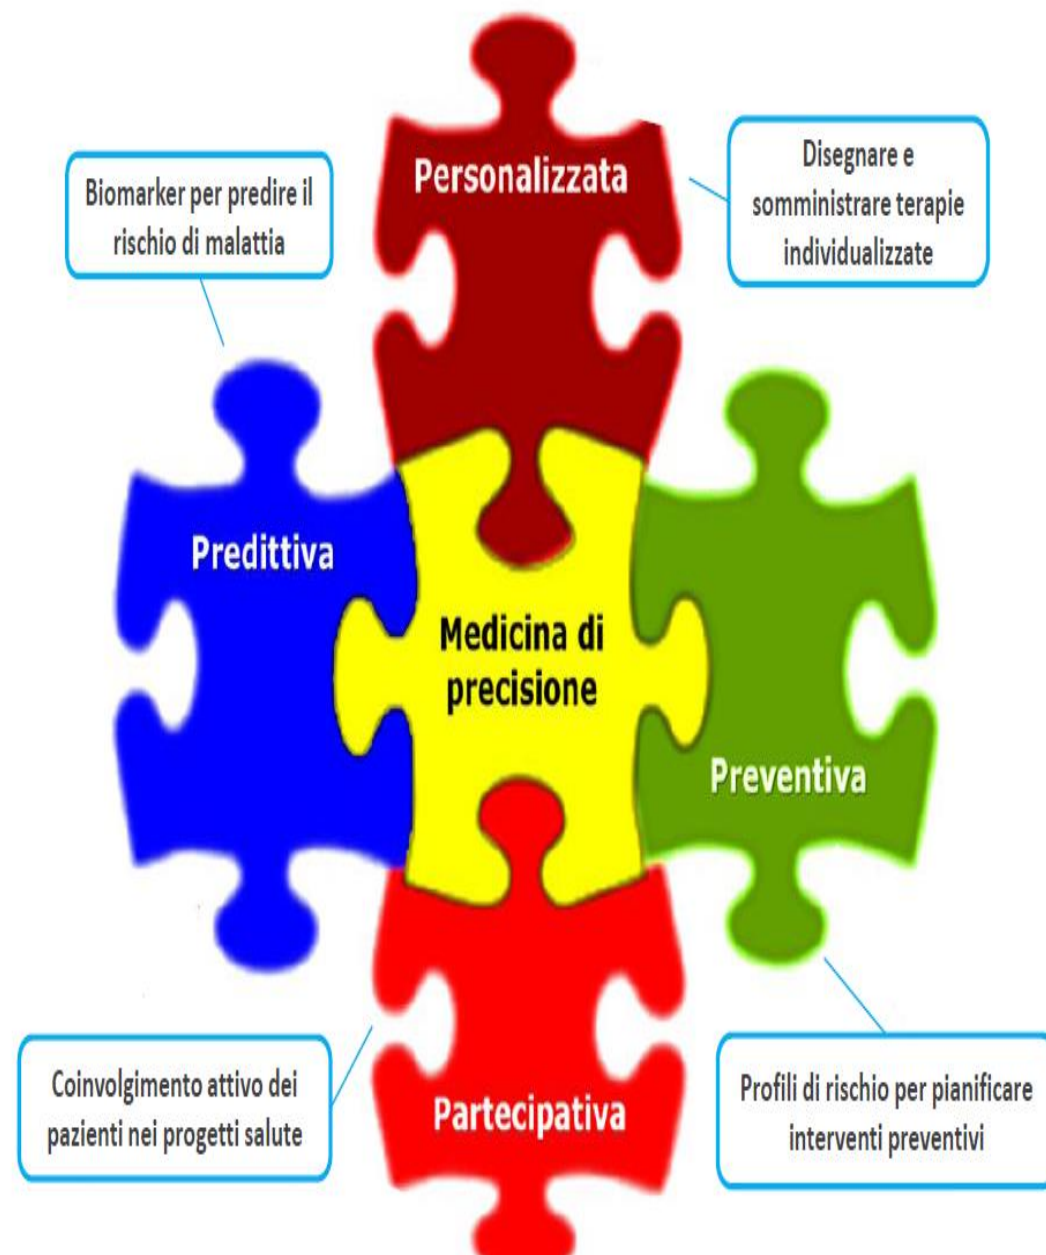 Personalizzata
Disegnare e
somministrare terapie
individualizzate
Biomarker per predire il
rischio di malattia
Predittiva
Medicina di
precisione
Preventiva
Coinvolgimento attivo dei
pazienti nei progetti salute
Partecipativa
Profili di rischio per pianificare
interventi preventivi